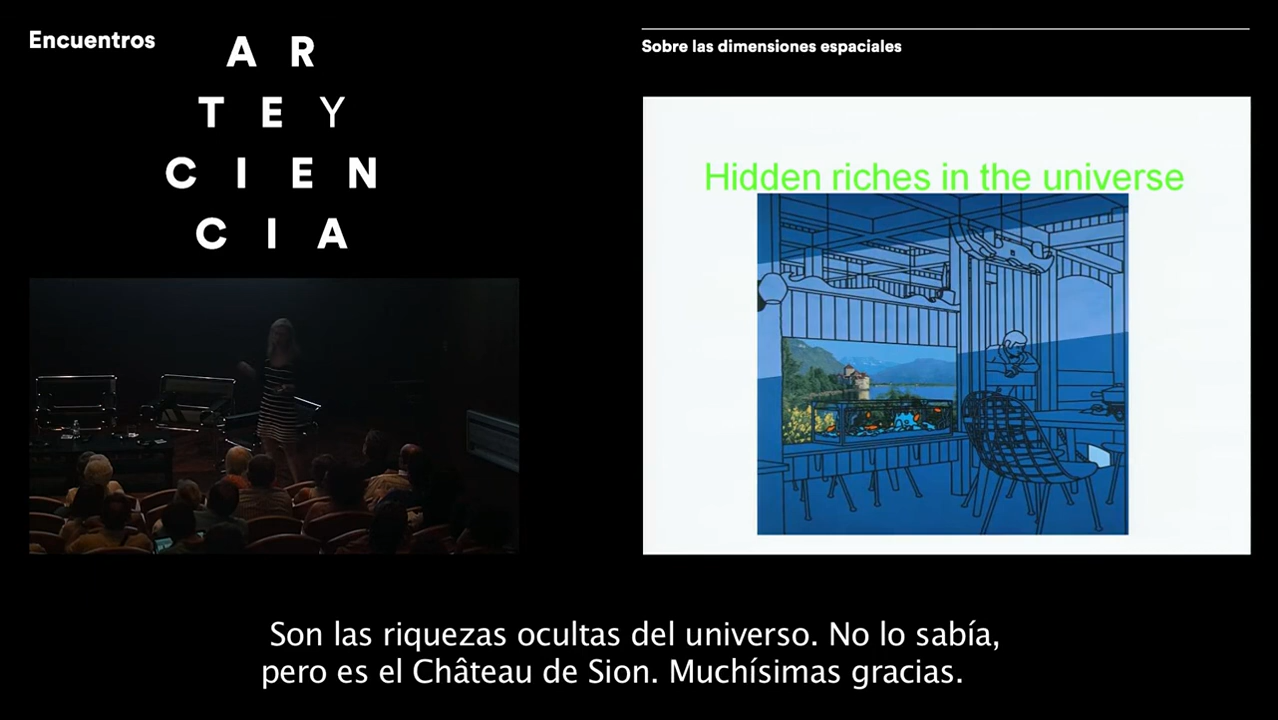 Encuentros
A R
T E Y
C I E N
C I A
Sobre las dimensiones espaciales
Hidden riches in the universe
Son las riquezas ocultas del universo. No lo sabía,
pero es el Château de Sion. Muchísimas gracias.